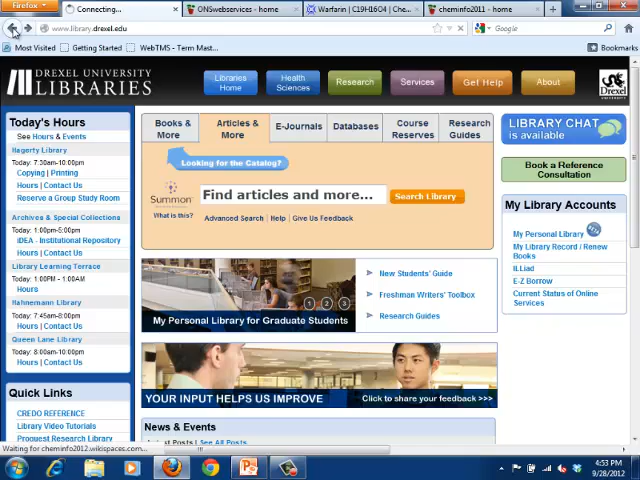 Firefox
Connecting...
ONSwebservices - home
Warfarin | C19H16O4 | Che...
cheminfo2011 - home
www.library.drexel.edu
Google
Most Visited
Getting Started
WebTMS - Term Mast...
Bookmarks
DREXEL UNIVERSITY
LIBRARIES
Libraries
Home
Health
Sciences
Research
Services
Get Help
About
Drexel
Today's Hours
See Hours & Events
Hagerty Library
Today: 7:30am-10:00pm
Copying | Printing
Hours | Contact Us
Reserve a Group Study Room
Archives & Special Collections
Today: 1:00pm-5:00pm
iDEA - Institutional Repository
Hours | Contact Us
Library Learning Terrace
Today: 1:00PM - 1:00AM
Hours
Hahnemann Library
Today: 7:45am-8:00pm
Hours | Contact Us
Queen Lane Library
Today: 8:00am-10:00pm
Hours | Contact Us
Quick Links
CREDO REFERENCE
Library Video Tutorials
Proquest Research Library
Books &
More
Articles &
More
E-Journals
Databases
Course
Reserves
Research
Guides
Looking for the Catalog?
Summon
What is this?
Find articles and more...
Search Library
Advanced Search | Help | Give Us Feedback
1
2
3
My Personal Library for Graduate Students
New Students' Guide
Freshman Writers' Toolbox
Research Guides
YOUR INPUT HELPS US IMPROVE
Click to share your feedback >>>
News & Events
Latest Posts | See All Posts
LIBRARY CHAT
is available
Book a Reference
Consultation
My Library Accounts
My Personal Library
My Library Record / Renew
Books
ILLiad
E-Z Borrow
Current Status of Online
Services
Waiting for cheminfo2012.wikispaces.com...
4:53 PM
9/28/2012